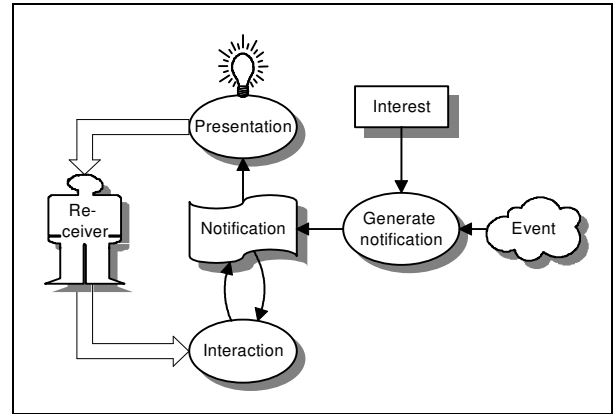 Presentation
Interest
Re-
ceiver
Notification
Generate
notification
Event
Interaction